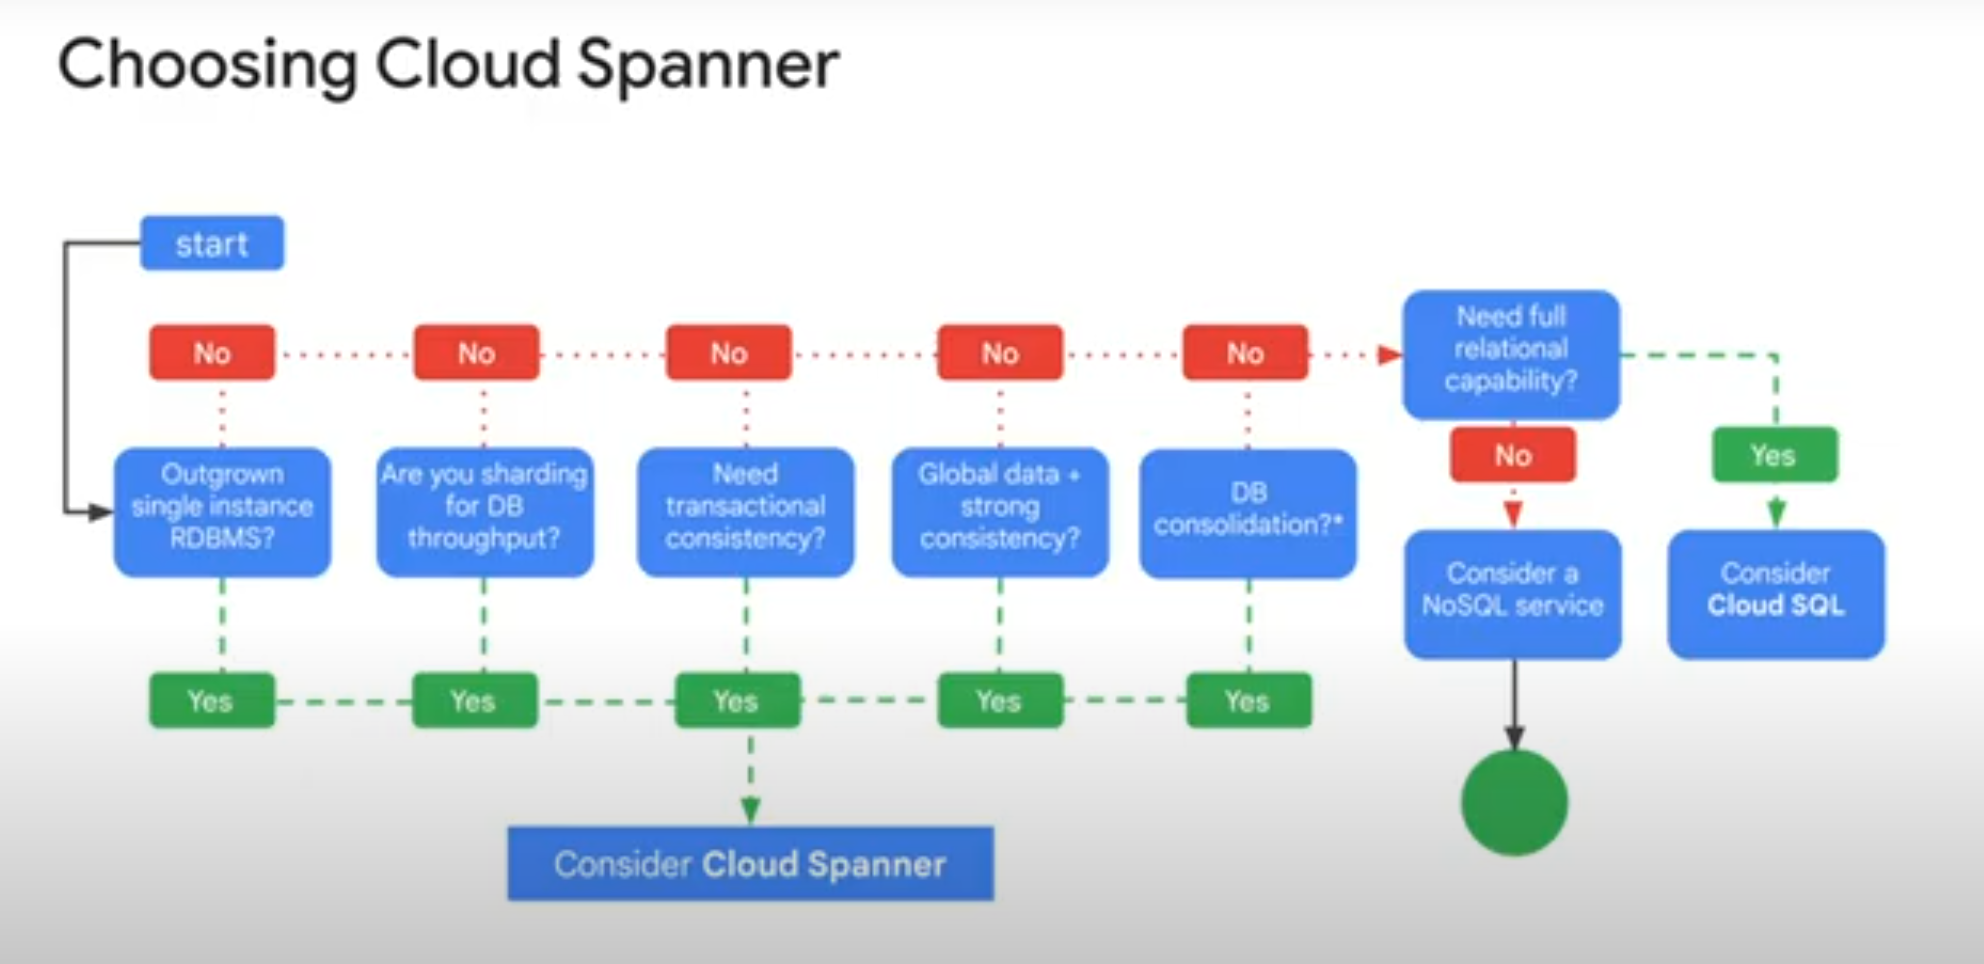 Choosing Cloud Spanner
start
No
No
No
No
No
Need full
relational
capability?
Outgrown
single instance
RDBMS?
Are you sharding
for DB
throughput?
Need
transactional
consistency?
Global data +
strong
consistency?
DB
consolidation?*
No
Yes
Consider a
NoSQL service
Consider
Cloud SQL
Yes
Yes
Yes
Yes
Yes
Consider Cloud Spanner